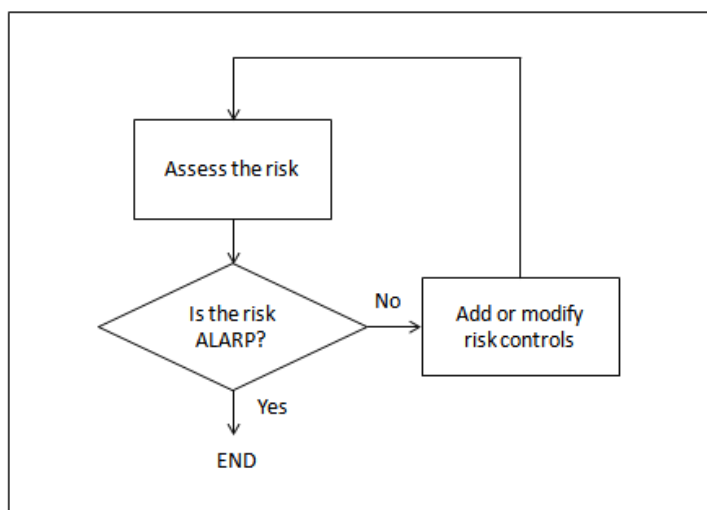 Assess the risk
Is the risk
ALARP?
No
Add or modify
risk controls
Yes
END